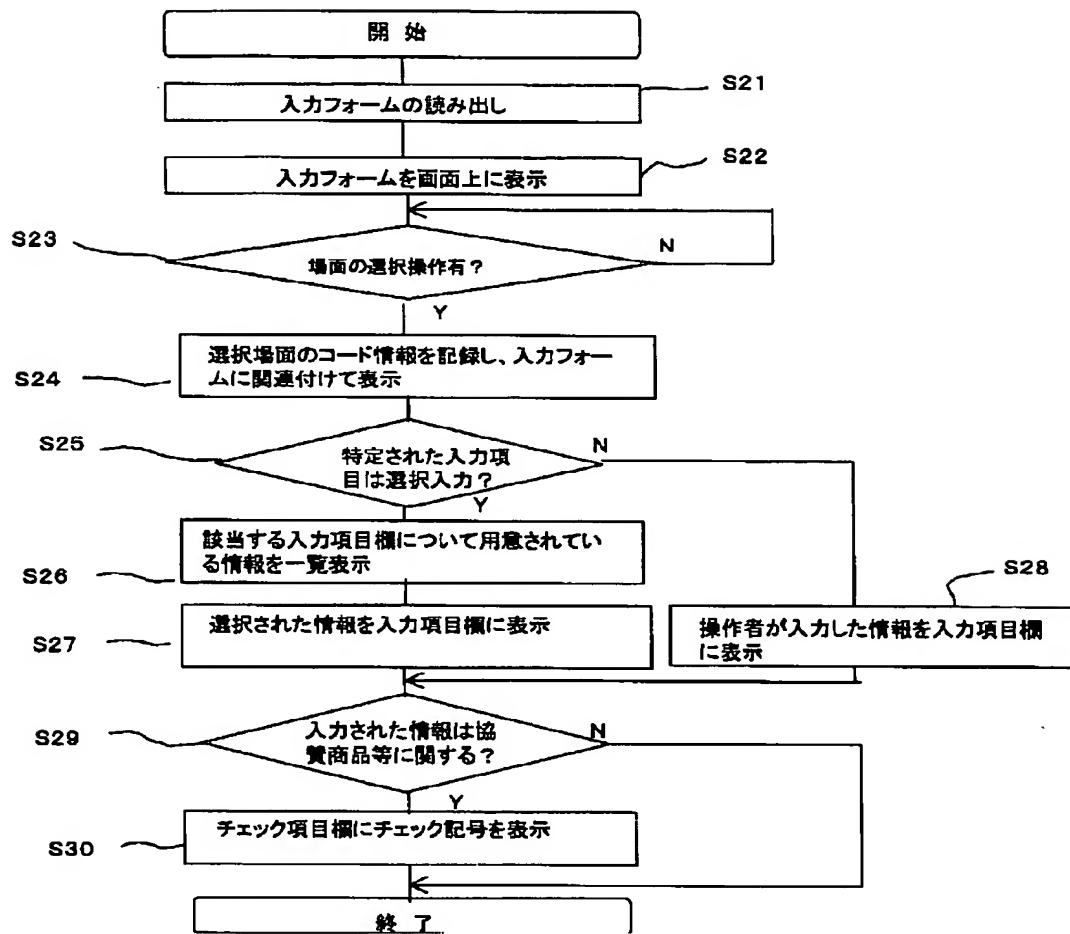 開 始
S21
入力フォームの読み出し
S22
入力フォームを画面上に表示
S23
場面の選択操作有？
N
Y
S24
選択場面のコード情報を記録し、入力フォー
ムに関連付けて表示
S25
特定された入力項
目は選択入力？
N
Y
S26
該当する入力項目欄について用意されてい
る情報を一覧表示
S27
選択された情報を入力項目欄に表示
S28
操作者が入力した情報を入力項目欄
に表示
S29
入力された情報は協
賛商品等に関する？
N
Y
S30
チェック項目欄にチェック記号を表示
終 了